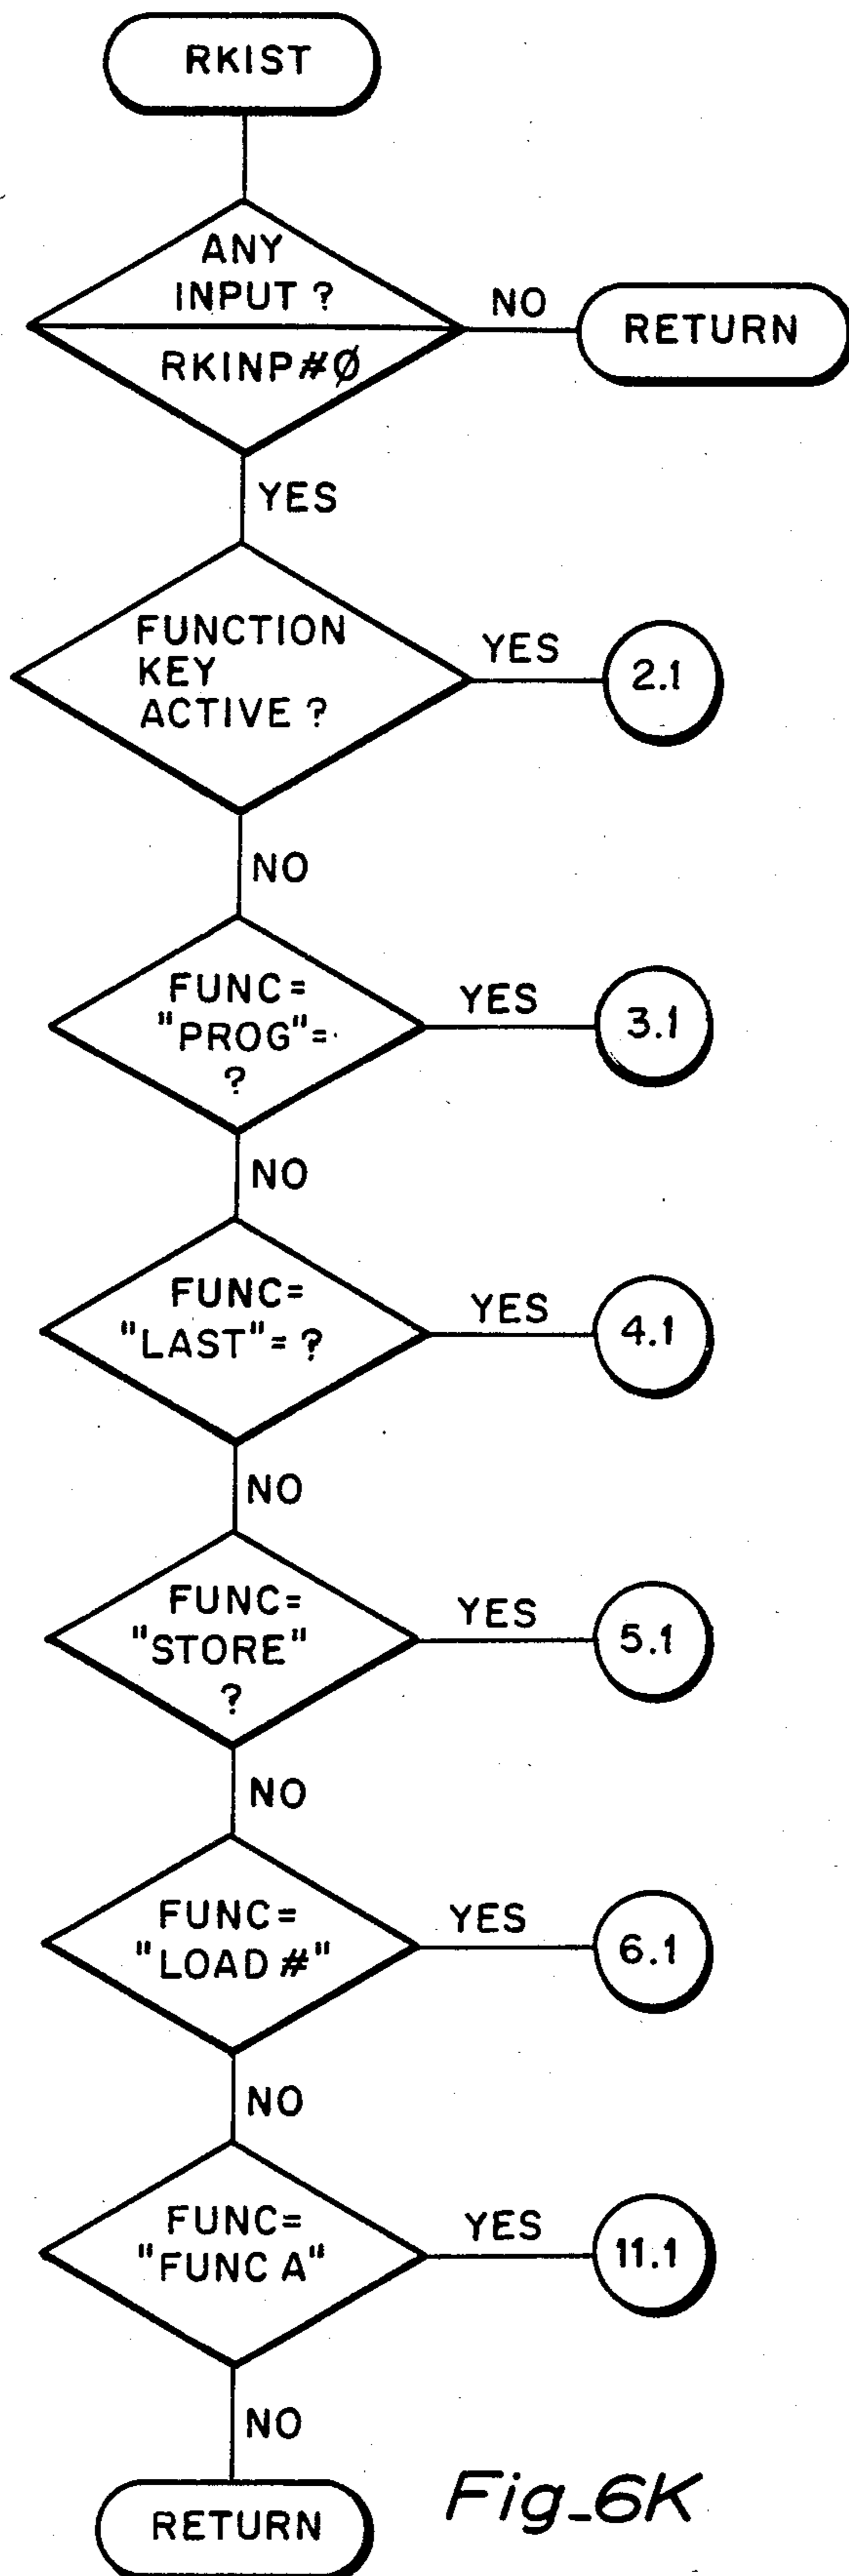 RKIST
ANY
INPUT ?
RKINP#Ø
NO
RETURN
YES
FUNCTION
KEY
ACTIVE ?
YES
2.1
NO
FUNC=
"PROG"=
?
YES
3.1
NO
FUNC=
"LAST"= ?
YES
4.1
NO
FUNC=
"STORE"
?
YES
5.1
NO
FUNC=
"LOAD #"
YES
6.1
NO
FUNC=
"FUNC A"
YES
11.1
NO
RETURN
Fig_6K